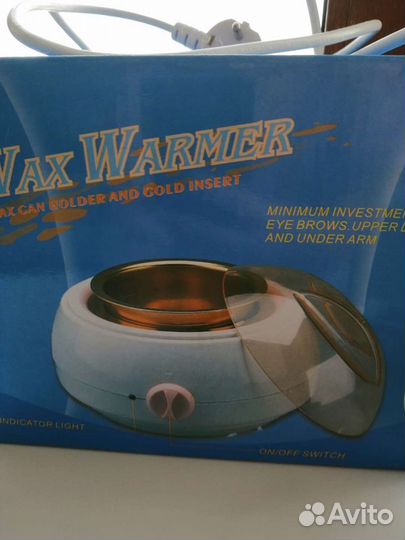 WAX WARMER
WAX CAN HOLDER AND GOLD INSERT
MINIMUM INVESTME
EYE BROWS. UPPER L
AND UNDER ARM
INDICATOR LIGHT
ON/OFF SWITCH
Avito